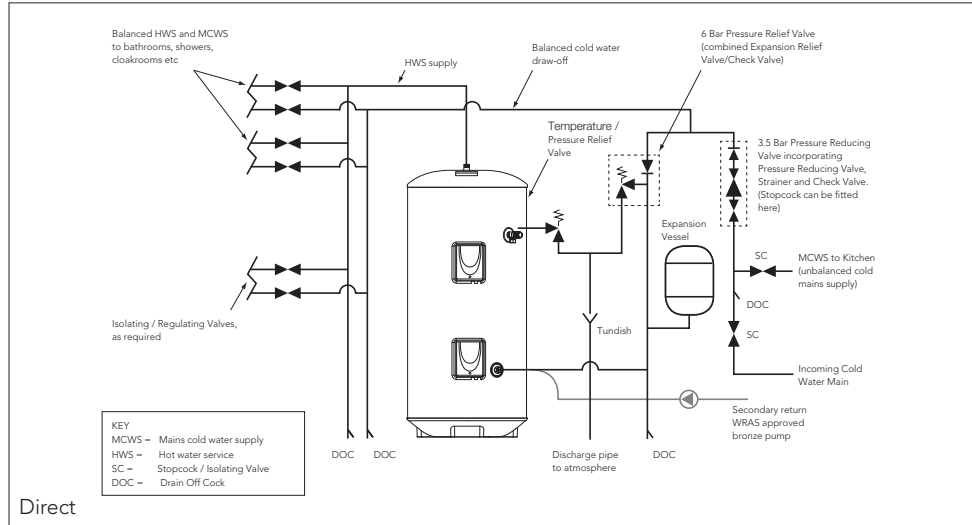 Balanced HWS and MCWS
to bathrooms, showers,
cloakrooms etc
HWS supply
Balanced cold water
draw-off
6 Bar Pressure Relief Valve
(combined Expansion Relief
Valve/Check Valve)
Temperature /
Pressure Relief
Valve
3.5 Bar Pressure Reducing
Valve incorporating
Pressure Reducing Valve,
Strainer and Check Valve.
(Stopcock can be fitted
here)
Expansion
Vessel
SC
MCWS to Kitchen
(unbalanced cold
mains supply)
DOC
SC
Isolating / Regulating Valves,
as required
Tundish
Incoming Cold
Water Main
Secondary return
WRAS approved
bronze pump
DOC
DOC
Discharge pipe
to atmosphere
DOC
KEY
MCWS – Mains cold water supply
HWS – Hot water service
SC – Stopcock / Isolating Valve
DOC – Drain Off Cock
Direct